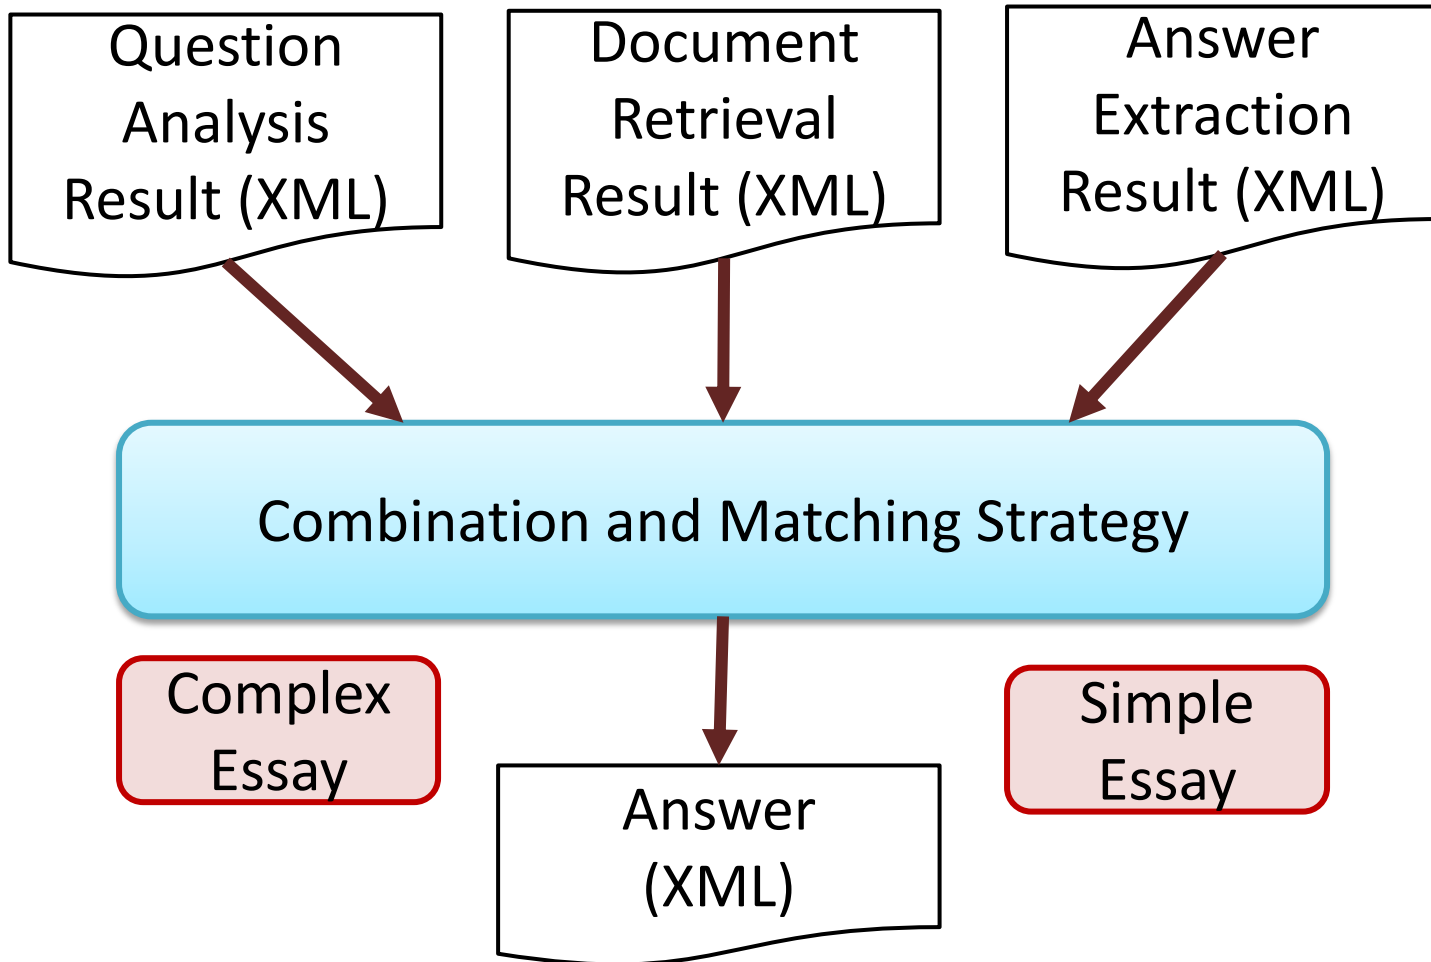 Question
Analysis
Result (XML)
Document
Retrieval
Result (XML)
Answer
Extraction
Result (XML)
Combination and Matching Strategy
Complex
Essay
Simple
Essay
Answer
(XML)